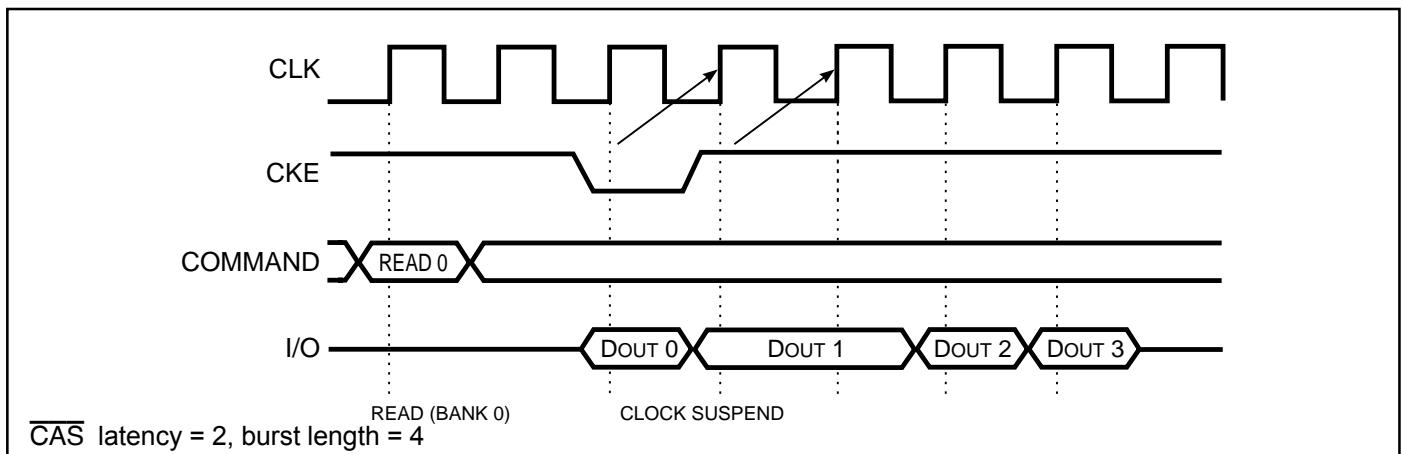 CLK
CKE
COMMAND READ 0
I/O DOUT 0 DOUT 1 DOUT 2 DOUT 3
READ (BANK 0) CLOCK SUSPEND
CAS latency = 2, burst length = 4